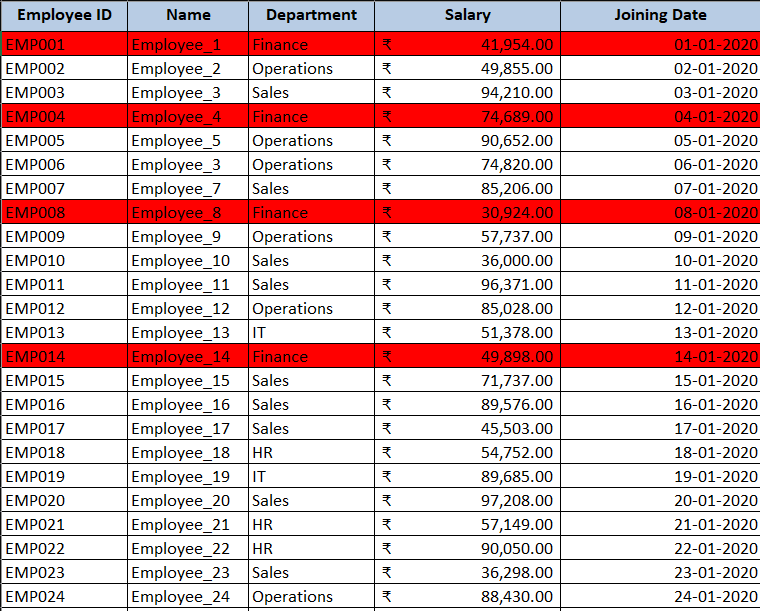 Employee ID Name Department Salary Joining Date
EMP001 Employee_1 Finance ₹ 41,954.00 01-01-2020
EMP002 Employee_2 Operations ₹ 49,855.00 02-01-2020
EMP003 Employee_3 Sales ₹ 94,210.00 03-01-2020
EMP004 Employee_4 Finance ₹ 74,689.00 04-01-2020
EMP005 Employee_5 Operations ₹ 90,652.00 05-01-2020
EMP006 Employee_3 Operations ₹ 74,820.00 06-01-2020
EMP007 Employee_7 Sales ₹ 85,206.00 07-01-2020
EMP008 Employee_8 Finance ₹ 30,924.00 08-01-2020
EMP009 Employee_9 Operations ₹ 57,737.00 09-01-2020
EMP010 Employee_10 Sales ₹ 36,000.00 10-01-2020
EMP011 Employee_11 Sales ₹ 96,371.00 11-01-2020
EMP012 Employee_12 Operations ₹ 85,028.00 12-01-2020
EMP013 Employee_13 IT ₹ 51,378.00 13-01-2020
EMP014 Employee_14 Finance ₹ 49,898.00 14-01-2020
EMP015 Employee_15 Sales ₹ 71,737.00 15-01-2020
EMP016 Employee_16 Sales ₹ 89,576.00 16-01-2020
EMP017 Employee_17 Sales ₹ 45,503.00 17-01-2020
EMP018 Employee_18 HR ₹ 54,752.00 18-01-2020
EMP019 Employee_19 IT ₹ 89,685.00 19-01-2020
EMP020 Employee_20 Sales ₹ 97,208.00 20-01-2020
EMP021 Employee_21 HR ₹ 57,149.00 21-01-2020
EMP022 Employee_22 HR ₹ 90,050.00 22-01-2020
EMP023 Employee_23 Sales ₹ 36,298.00 23-01-2020
EMP024 Employee_24 Operations ₹ 88,430.00 24-01-2020